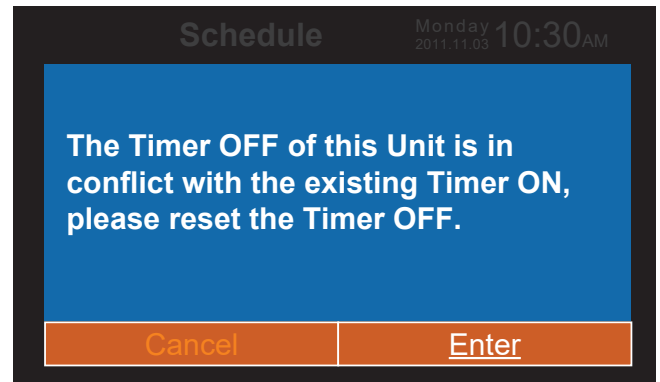 Schedule
Monday
2011.11.03 10:30AM
The Timer OFF of this Unit is in
conflict with the existing Timer ON,
please reset the Timer OFF.
Cancel Enter